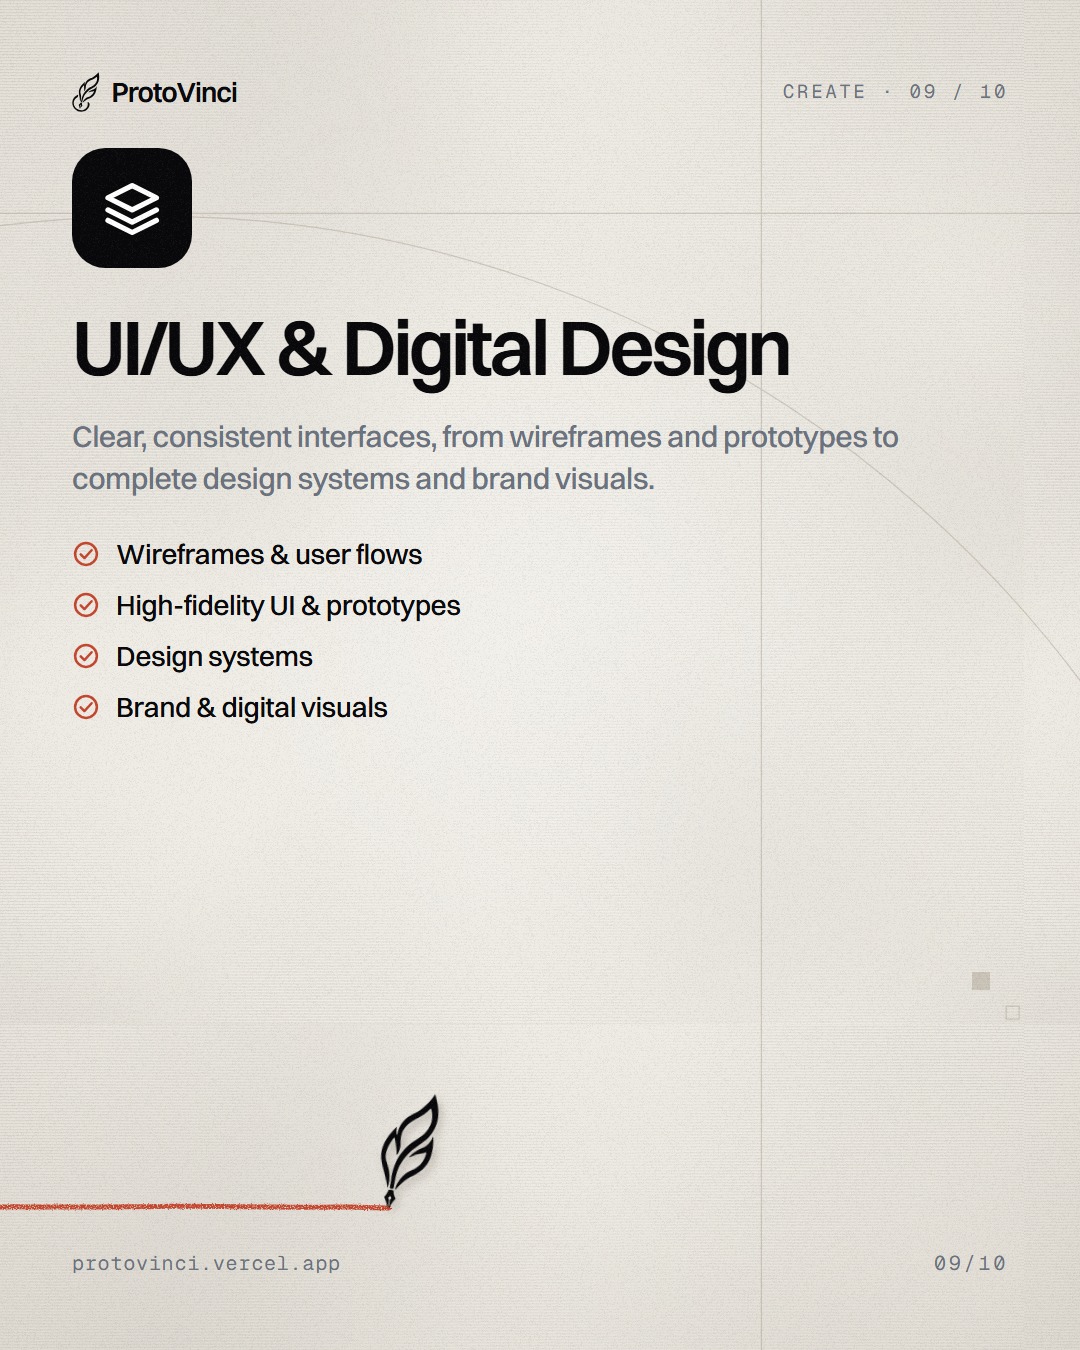 ProtoVinci
CREATE · 09 / 10
UI/UX & Digital Design
Clear, consistent interfaces, from wireframes and prototypes to
complete design systems and brand visuals.
Wireframes & user flows
High-fidelity UI & prototypes
Design systems
Brand & digital visuals
protovinci.vercel.app
09/10